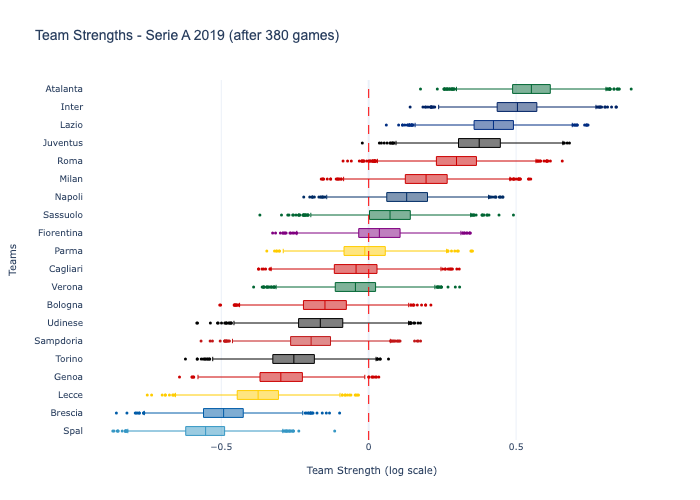 Team Strengths - Serie A 2019 (after 380 games)
Atalanta
Inter
Lazio
Juventus
Roma
Milan
Napoli
Sassuolo
Fiorentina
Parma
Cagliari
Verona
Bologna
Udinese
Sampdoria
Torino
Genoa
Lecce
Brescia
Spal
Teams
−0.5 0 0.5
Team Strength (log scale)